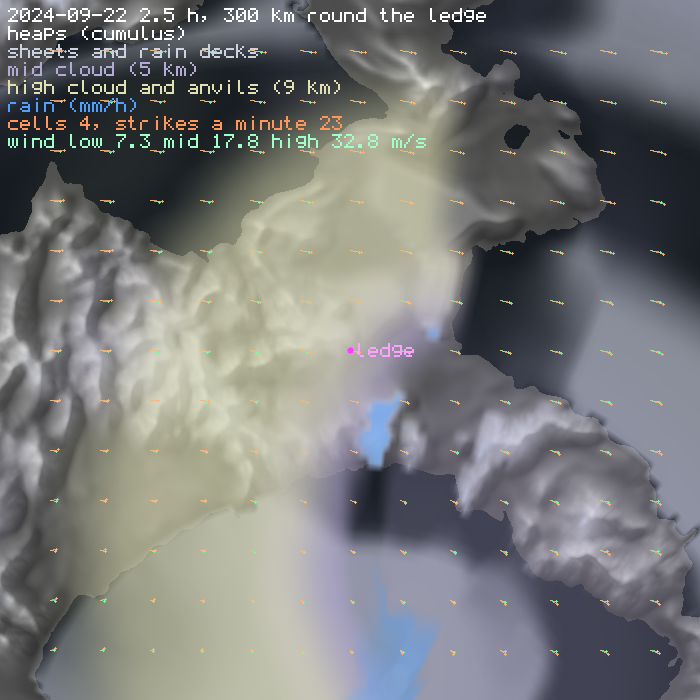 2024-09-22 2.5 h, 300 km round the ledge
heaps (cumulus)
sheets and rain decks
mid cloud (5 km)
high cloud and anvils (9 km)
rain (mm/h)
cells 4, strikes a minute 23
wind low 7.3 mid 17.8 high 32.8 m/s
ledge